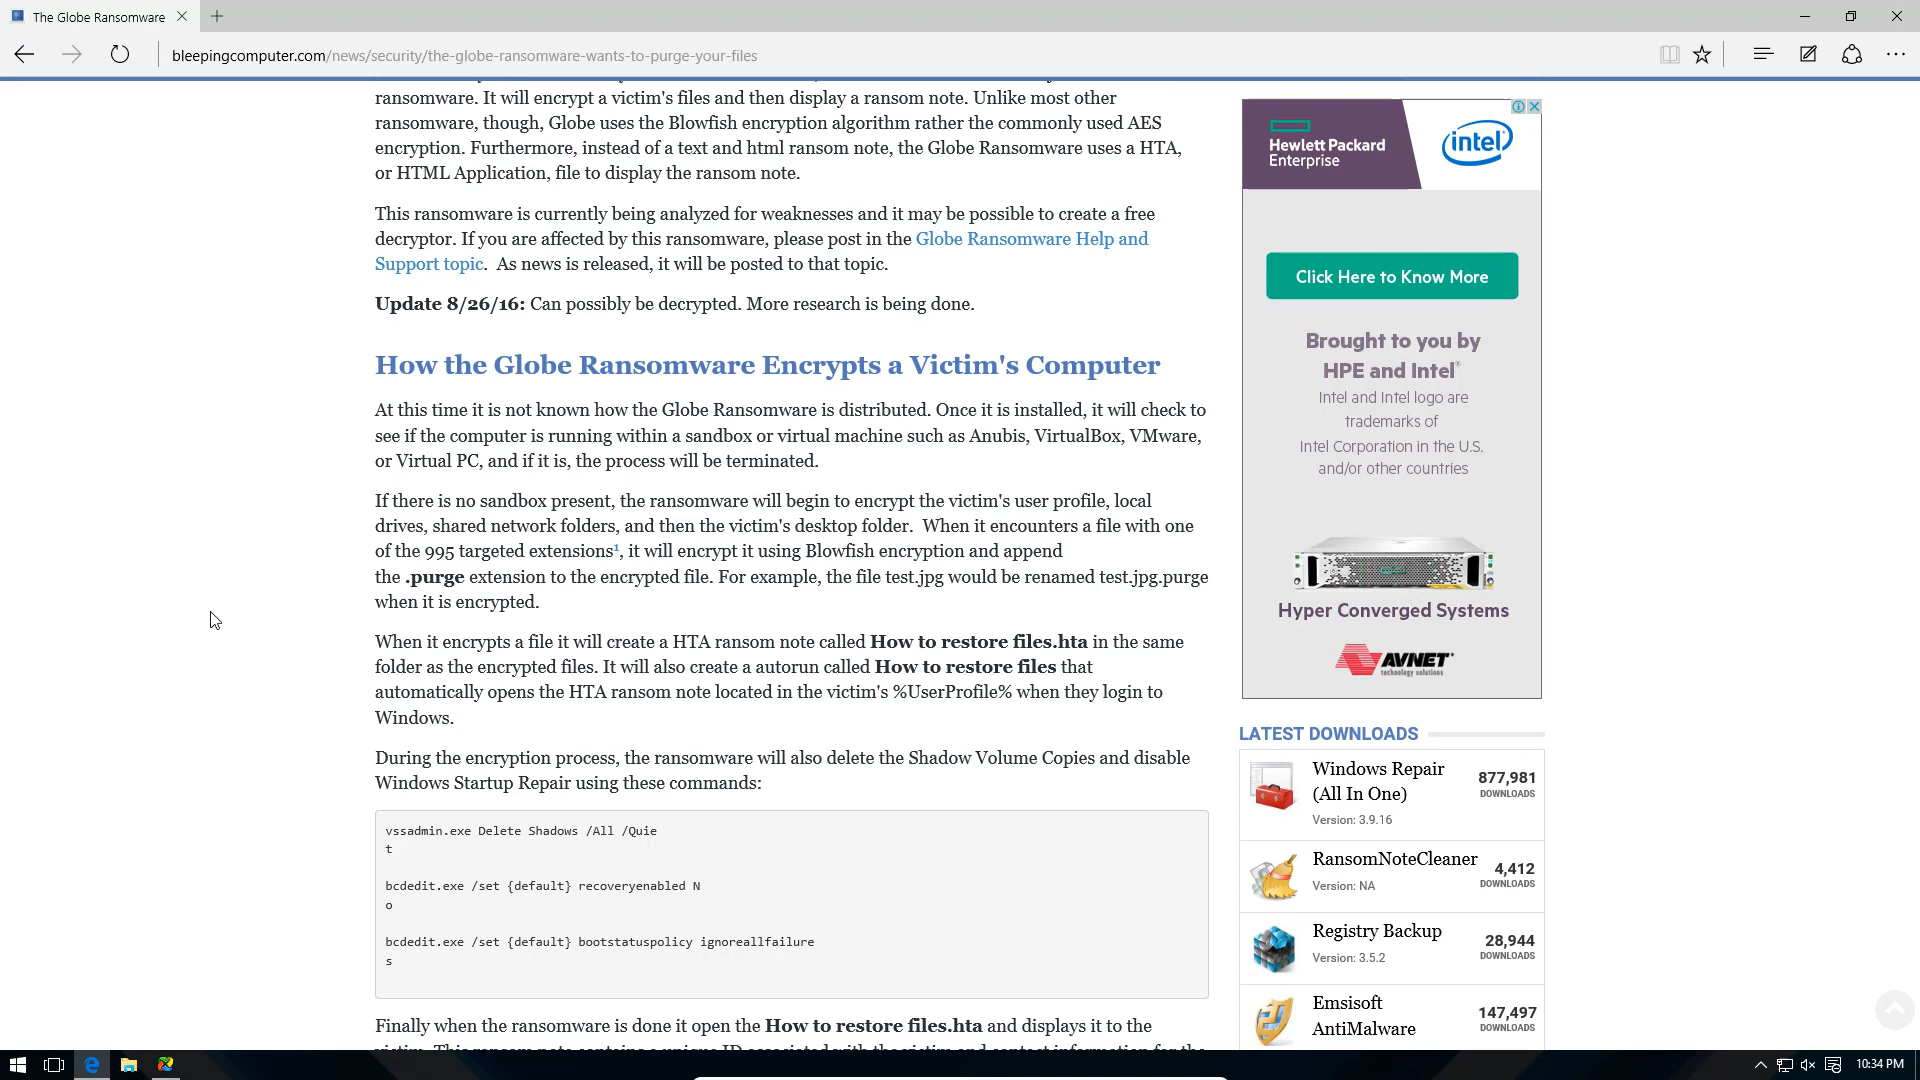 The Globe Ransomware
bleepingcomputer.com/news/security/the-globe-ransomware-wants-to-purge-your-files
ransomware. It will encrypt a victim's files and then display a ransom note. Unlike most other
ransomware, though, Globe uses the Blowfish encryption algorithm rather the commonly used AES
encryption. Furthermore, instead of a text and html ransom note, the Globe Ransomware uses a HTA,
or HTML Application, file to display the ransom note.
This ransomware is currently being analyzed for weaknesses and it may be possible to create a free
decryptor. If you are affected by this ransomware, please post in the Globe Ransomware Help and
Support topic.  As news is released, it will be posted to that topic.
Update 8/26/16: Can possibly be decrypted. More research is being done.
How the Globe Ransomware Encrypts a Victim's Computer
At this time it is not known how the Globe Ransomware is distributed. Once it is installed, it will check to
see if the computer is running within a sandbox or virtual machine such as Anubis, VirtualBox, VMware,
or Virtual PC, and if it is, the process will be terminated.
If there is no sandbox present, the ransomware will begin to encrypt the victim's user profile, local
drives, shared network folders, and then the victim's desktop folder.  When it encounters a file with one
of the 995 targeted extensions¹, it will encrypt it using Blowfish encryption and append
the .purge extension to the encrypted file. For example, the file test.jpg would be renamed test.jpg.purge
when it is encrypted.
When it encrypts a file it will create a HTA ransom note called How to restore files.hta in the same
folder as the encrypted files. It will also create a autorun called How to restore files that
automatically opens the HTA ransom note located in the victim's %UserProfile% when they login to
Windows.
During the encryption process, the ransomware will also delete the Shadow Volume Copies and disable
Windows Startup Repair using these commands:
vssadmin.exe Delete Shadows /All /Quie
t
bcdedit.exe /set {default} recoveryenabled N
o
bcdedit.exe /set {default} bootstatuspolicy ignoreallfailure
s
Finally when the ransomware is done it open the How to restore files.hta and displays it to the
Hewlett Packard
Enterprise
intel
Click Here to Know More
Brought to you by
HPE and Intel®
Intel and Intel logo are
trademarks of
Intel Corporation in the U.S.
and/or other countries
Hyper Converged Systems
AVNET
technology solutions
LATEST DOWNLOADS
Windows Repair
(All In One)
Version: 3.9.16
877,981
DOWNLOADS
RansomNoteCleaner
Version: NA
4,412
DOWNLOADS
Registry Backup
Version: 3.5.2
28,944
DOWNLOADS
Emsisoft
AntiMalware
147,497
DOWNLOADS
10:34 PM